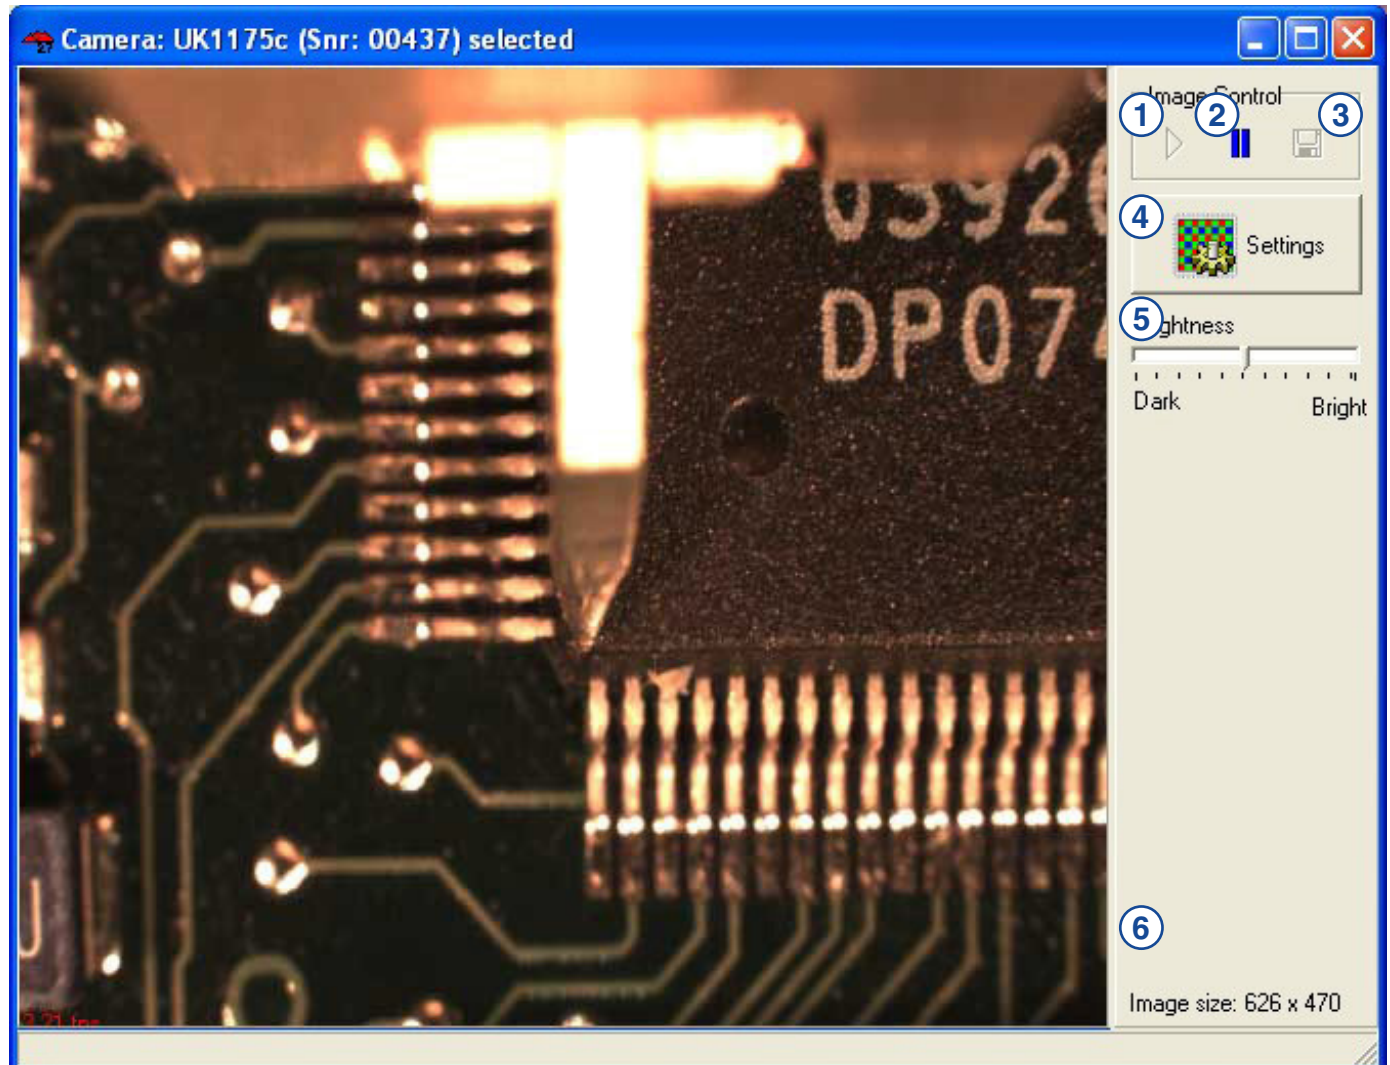 Camera: UK1175c (Snr: 00437) selected
Image Control
1
2
3
4
Settings
5
ghtness
Dark
Bright
DP074
6
Image size: 626 x 470